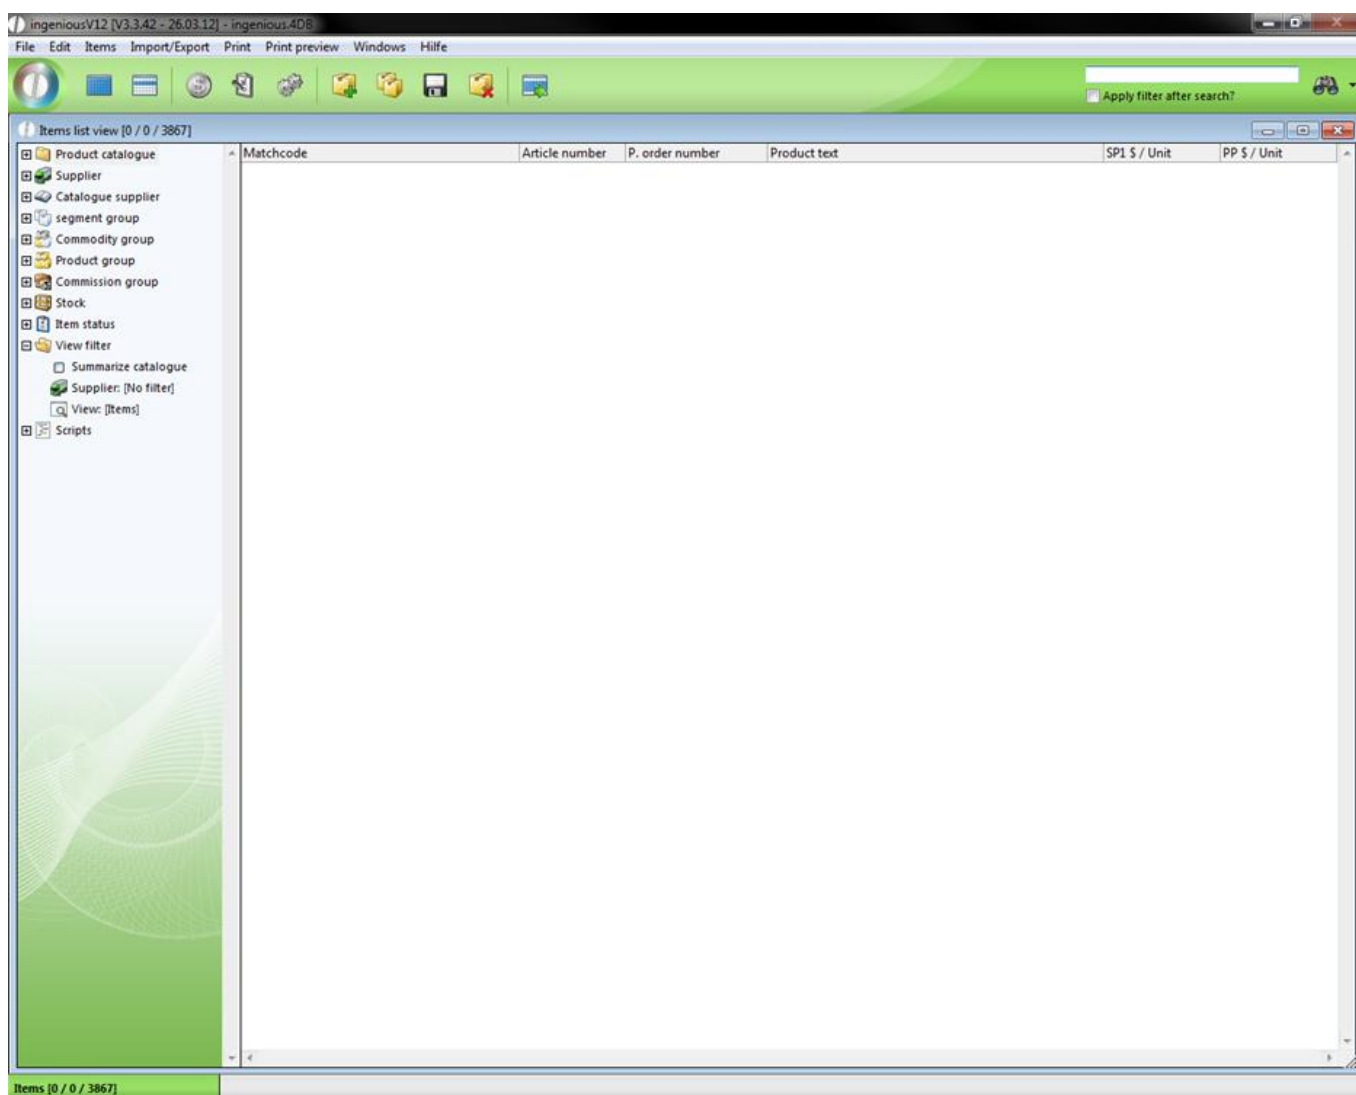 ingeniousV12 [V3.3.42 - 26.03.12] - ingenious.4DB
File Edit Items Import/Export Print Print preview Windows Hilfe
Apply filter after search?
Items list view [0 / 0 / 3867]
Matchcode Article number P. order number Product text SP1 $ / Unit PP $ / Unit
Product catalogue
Supplier
Catalogue supplier
segment group
Commodity group
Product group
Commission group
Stock
Item status
View filter
Summarize catalogue
Supplier: [No filter]
View: [Items]
Scripts
Items [0 / 0 / 3867]